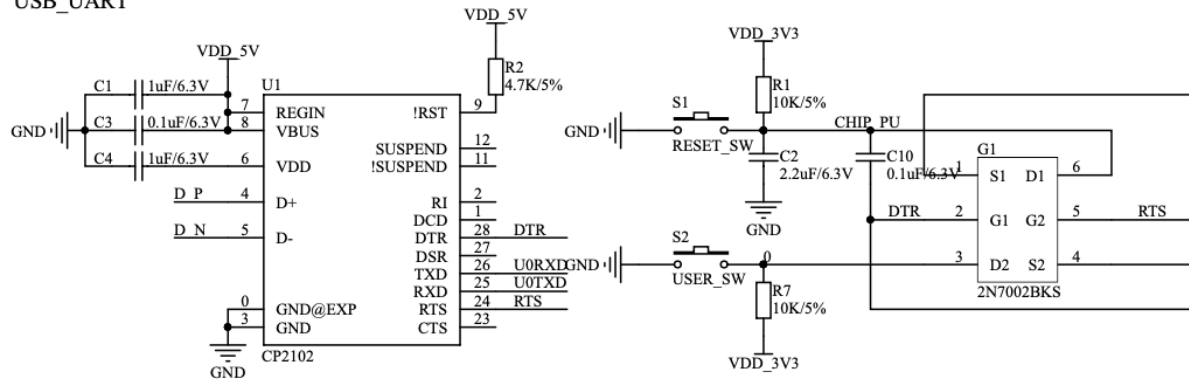 USB_UART
VDD_5V
VDD_5V
VDD_3V3
C1 1uF/6.3V
U1
R2
4.7K/5%
R1
10K/5%
7 REGIN !RST 9
S1
GND C3 0.1uF/6.3V 8 VBUS
GND
CHIP_PU
SUSPEND 12
RESET_SW
C4 1uF/6.3V 6 VDD !SUSPEND 11
C2
2.2uF/6.3V
C10
0.1uF/6.3V
G1
1 S1 D1 6
D_P 4 D+ RI 2
DCD 1
DTR 2 G1 G2 5 RTS
GND
D_N 5 D- DTR 28 DTR
S2
DSR 27
TXD 26 U0RXD
GND
0
3 D2 S2 4
USER_SW
RXD 25 U0TXD
2N7002BKS
0 GND@EXP RTS 24 RTS
R7
10K/5%
3 GND CTS 23
CP2102
GND
VDD_3V3